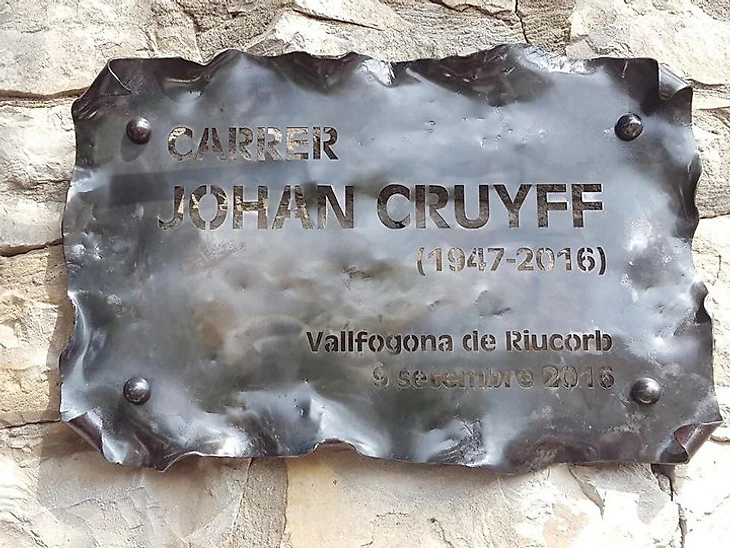 CARRER
JOHAN CRUYFF
(1947-2016)
Vallfogona de Riucorb
9 setembre 2016